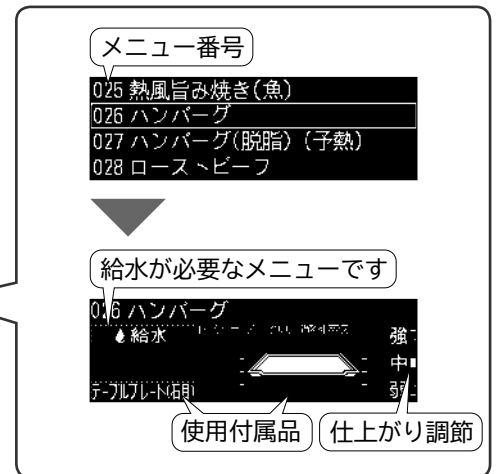 メニュー番号
025 熱風旨み焼き(魚)
026 ハンバーグ
027 ハンバーグ(脱脂) (予熱)
028 ローストビーフ
給水が必要なメニューです
026 ハンバーグ
給水
強
中
弱
テーブルプレート
使用付属品
仕上がり調節